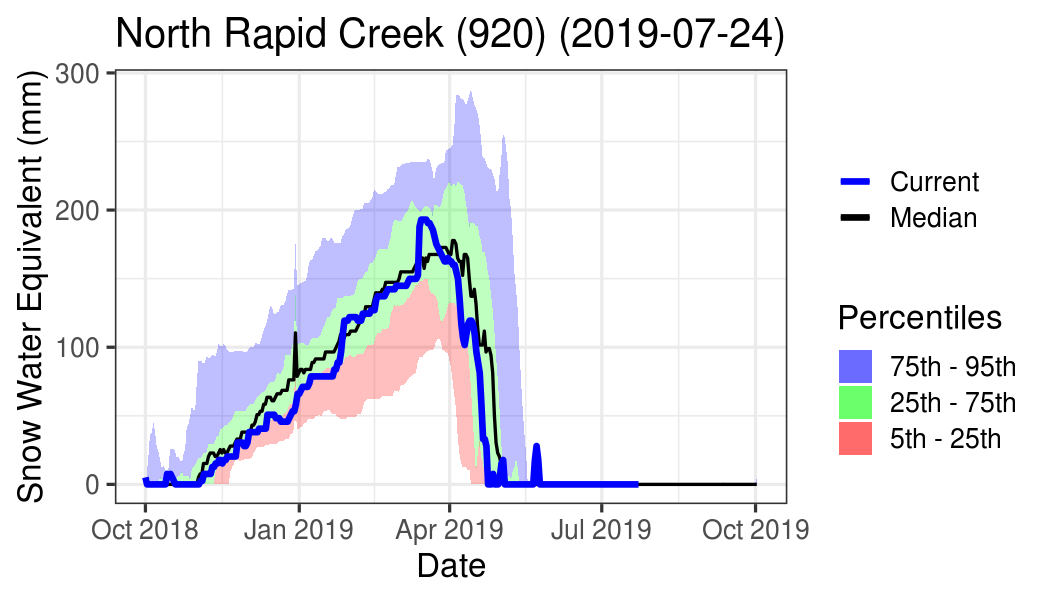 North Rapid Creek (920) (2019-07-24)
Snow Water Equivalent (mm)
300
200
100
0
Oct 2018
Jan 2019
Apr 2019
Jul 2019
Oct 2019
Date
Current
Median
Percentiles
75th - 95th
25th - 75th
5th - 25th